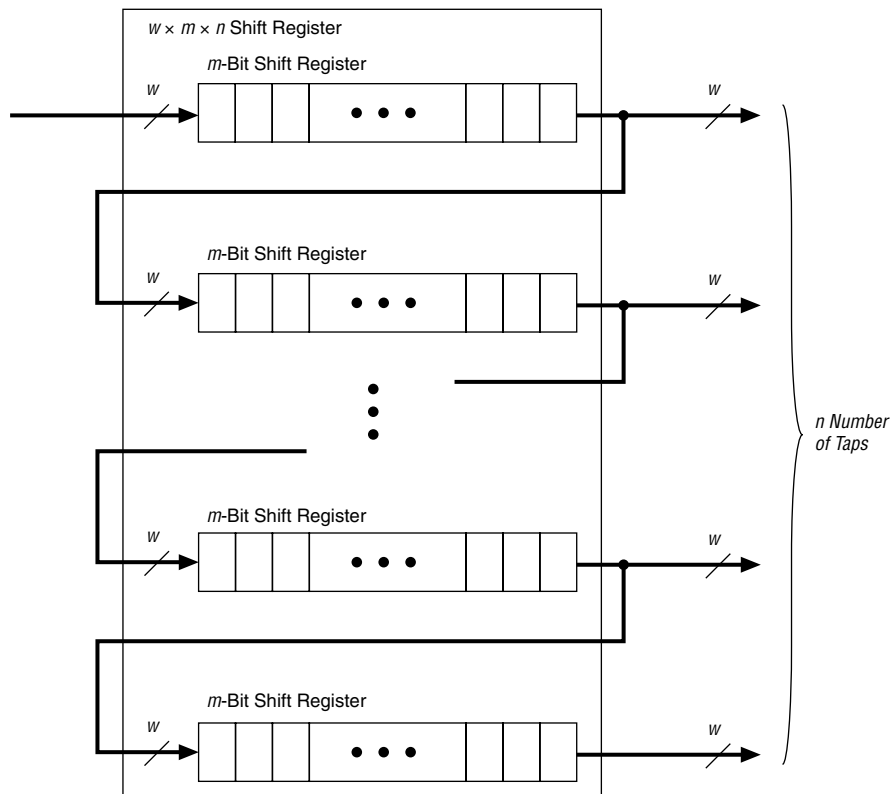 w × m × n Shift Register
m-Bit Shift Register
w
w
m-Bit Shift Register
w
w
n Number
of Taps
m-Bit Shift Register
w
w
m-Bit Shift Register
w
w